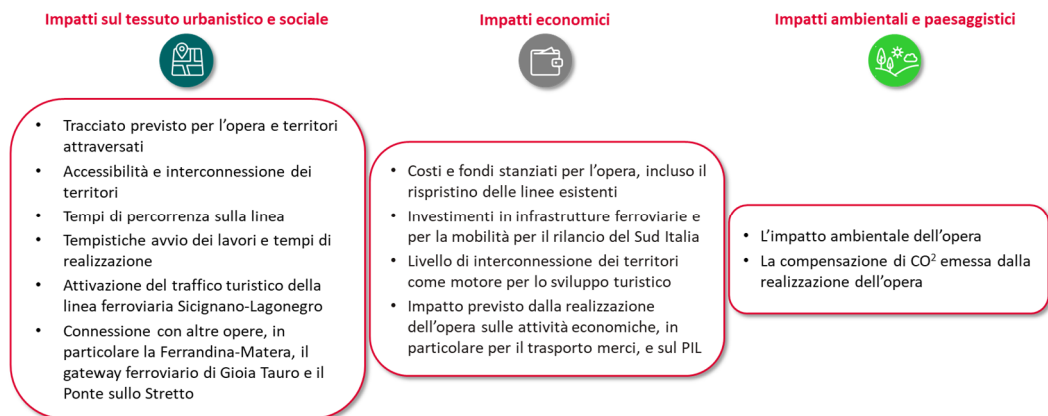 Impatti sul tessuto urbanistico e sociale
• Tracciato previsto per l'opera e territori
attraversati
• Accessibilità e interconnessione dei
territori
• Tempi di percorrenza sulla linea
• Tempistiche avvio dei lavori e tempi di
realizzazione
• Attivazione del traffico turistico della
linea ferroviaria Sicignano-Lagonegro
• Connessione con altre opere, in
particolare la Ferrandina-Matera, il
gateway ferroviario di Gioia Tauro e il
Ponte sullo Stretto
Impatti economici
• Costi e fondi stanziati per l'opera, incluso il
rispristino delle linee esistenti
• Investimenti in infrastrutture ferroviarie e
per la mobilità per il rilancio del Sud Italia
• Livello di interconnessione dei territori
come motore per lo sviluppo turistico
• Impatto previsto dalla realizzazione
dell'opera sulle attività economiche, in
particolare per il trasporto merci, e sul PIL
Impatti ambientali e paesaggistici
• L'impatto ambientale dell'opera
• La compensazione di CO² emessa dalla
realizzazione dell'opera